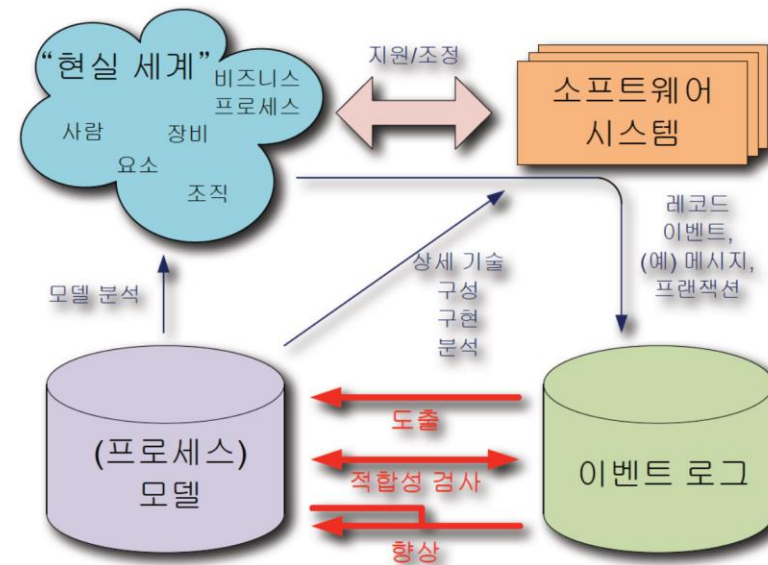 “현실 세계”
비즈니스
프로세스
사람
장비
요소
조직
지원/조정
소프트웨어
시스템
레코드
이벤트,
(예) 메시지,
프랜잭션
상세 기술
구성
구현
분석
모델 분석
(프로세스)
모델
도출
적합성 검사
향상
이벤트 로그